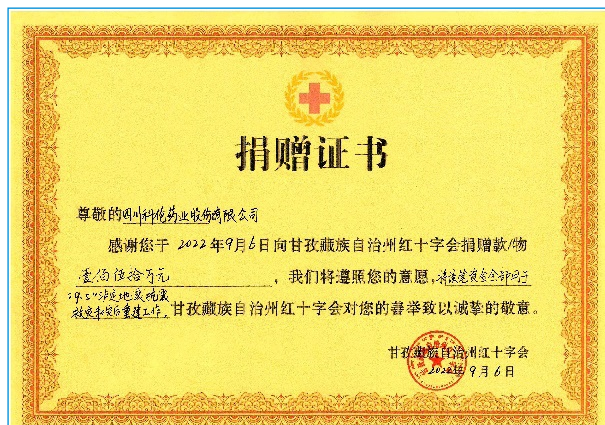 捐赠证书
尊敬的四川科伦药业股份有限公司
感谢您于 2022年9月6日向甘孜藏族自治州红十字会捐赠款/物
壹佰伍拾万元,我们将遵照您的意愿,将该笔资金全部用于
"9.5"泸定地震抗震
救灾和灾后重建工作。甘孜藏族自治州红十字会对您的善举致以诚挚的敬意。
甘孜藏族自治州红十字会
2022年9月6日